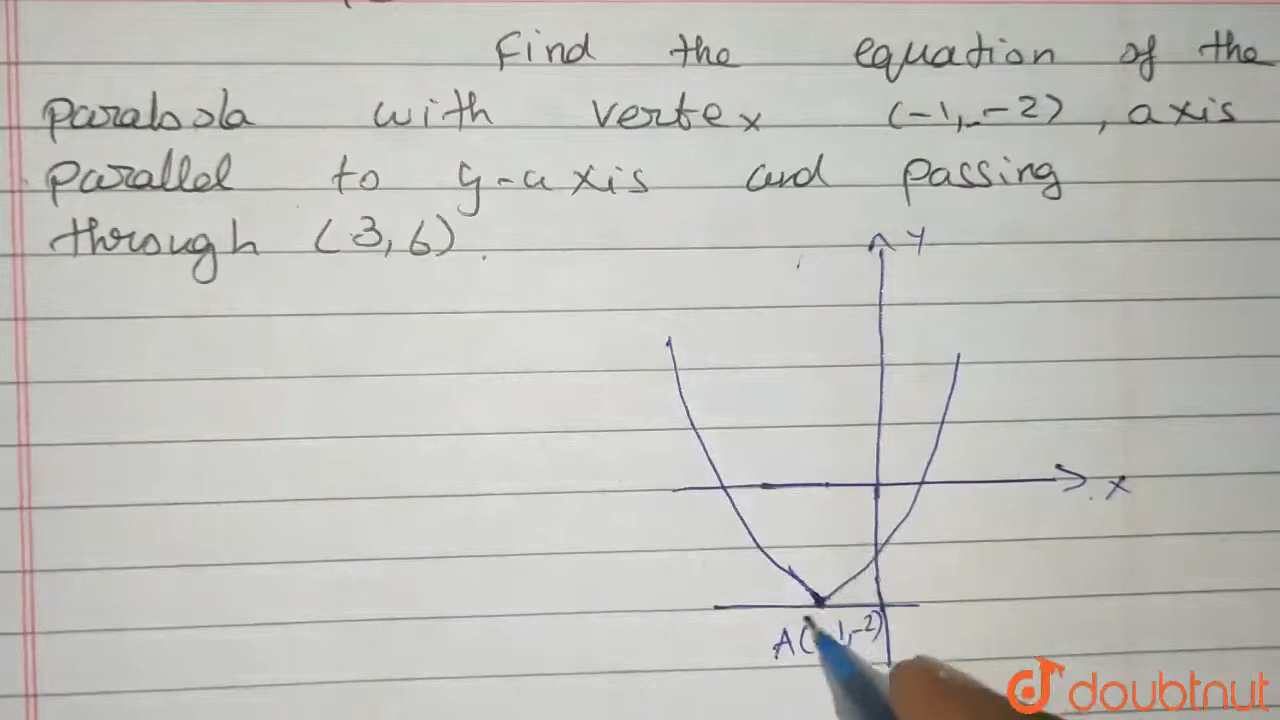 Find the equation of the
parabola with vertex (-1,-2), axis
parallel to y-axis and passing
through (3,6).
Y
X
A(-1,-2)
doubtnut